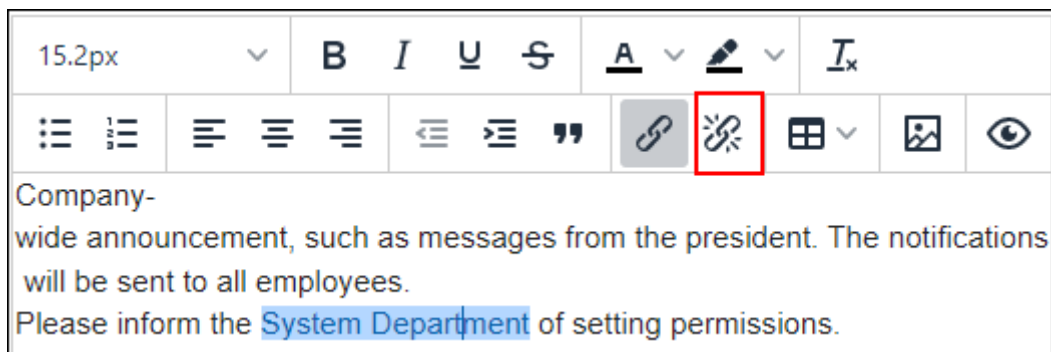 15.2px B I U S A Tx
Company-
wide announcement, such as messages from the president. The notifications
will be sent to all employees.
Please inform the System Department of setting permissions.